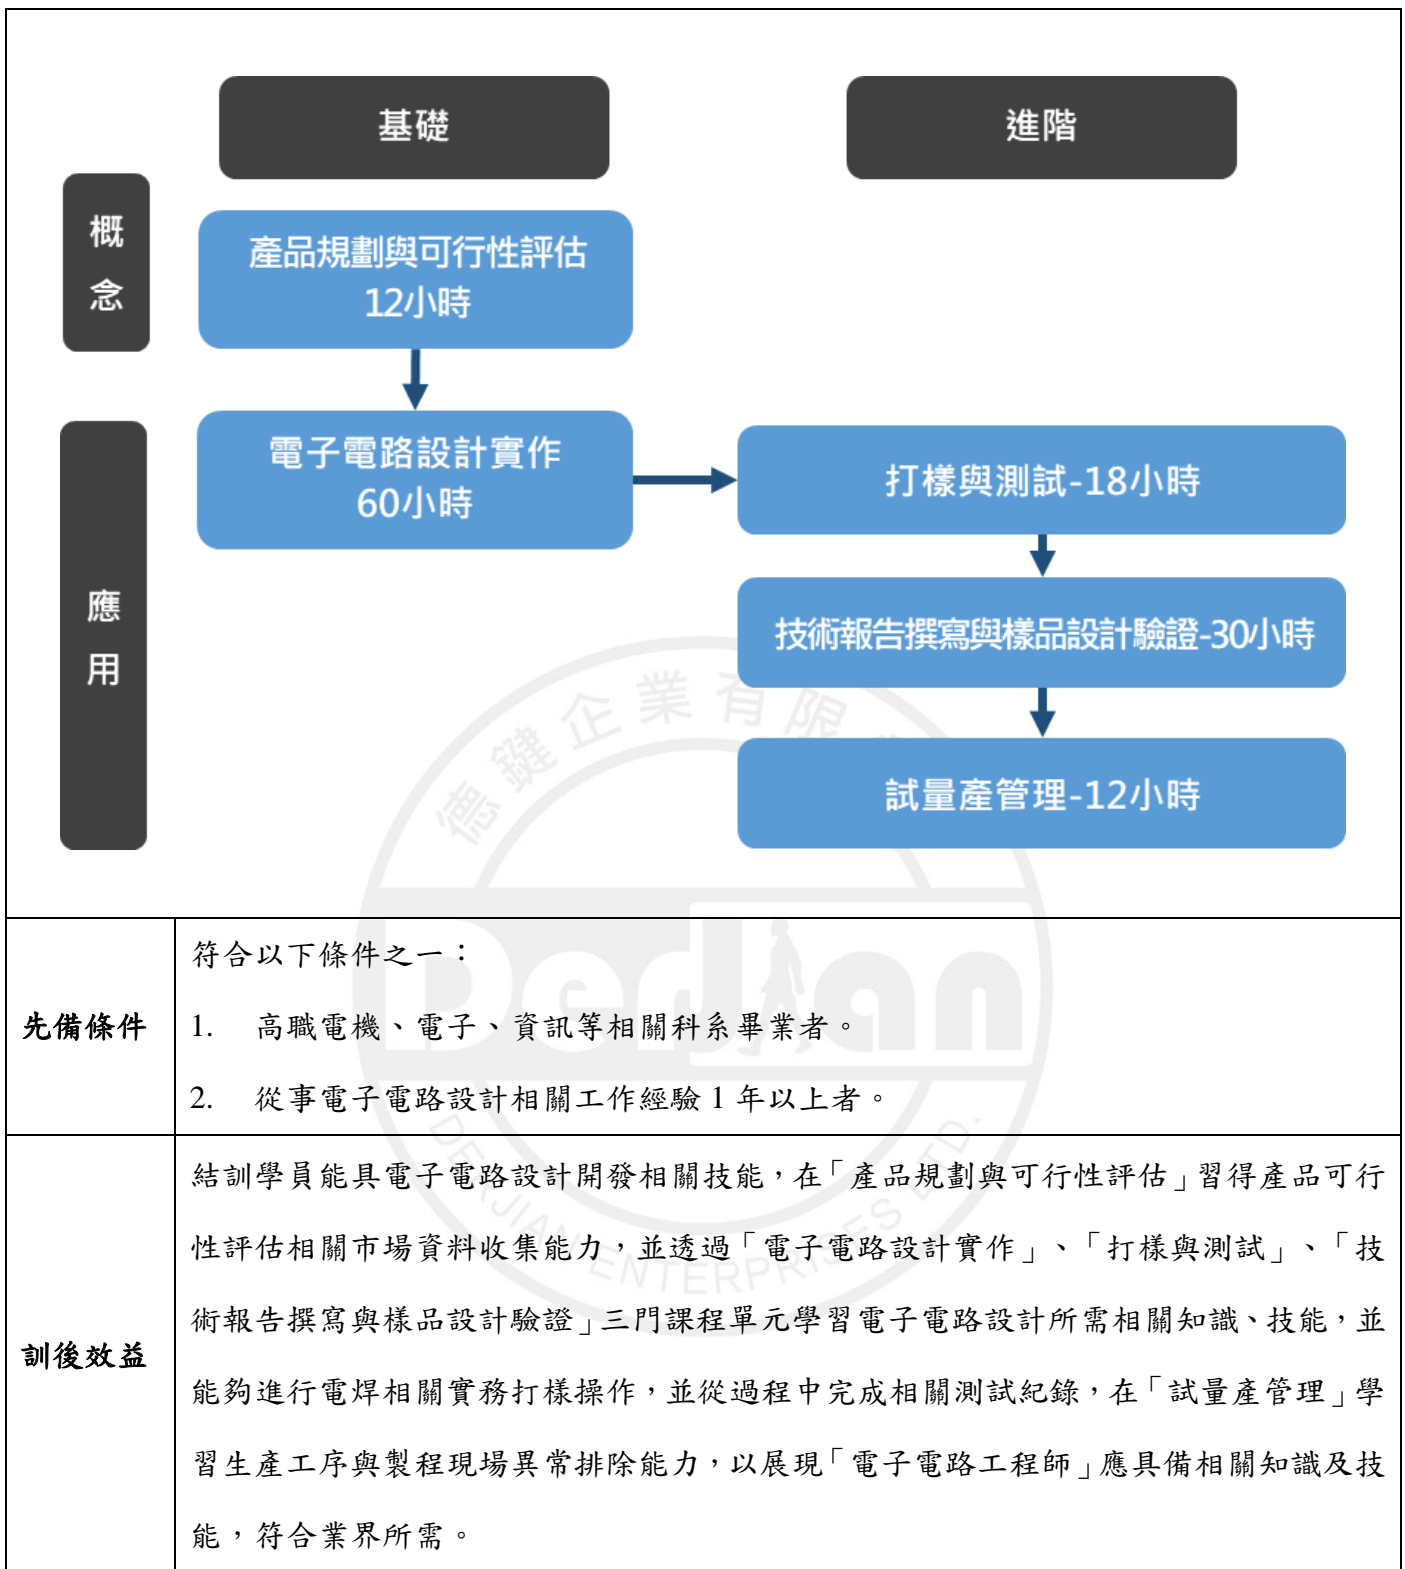 基礎
進階
概
念
產品規劃與可行性評估
12小時
應
用
電子電路設計實作
60小時
打樣與測試-18小時
技術報告撰寫與樣品設計驗證-30小時
試量產管理-12小時
德鍵企業有限
Derjian
DERJIAN ENTERPRISES LTD.
先備條件
符合以下條件之一：
1. 高職電機、電子、資訊等相關科系畢業者。
2. 從事電子電路設計相關工作經驗 1 年以上者。
訓後效益
結訓學員能具電子電路設計開發相關技能，在「產品規劃與可行性評估」習得產品可行
性評估相關市場資料收集能力，並透過「電子電路設計實作」、「打樣與測試」、「技
術報告撰寫與樣品設計驗證」三門課程單元學習電子電路設計所需相關知識、技能，並
能夠進行電焊相關實務打樣操作，並從過程中完成相關測試紀錄，在「試量產管理」學
習生產工序與製程現場異常排除能力，以展現「電子電路工程師」應具備相關知識及技
能，符合業界所需。